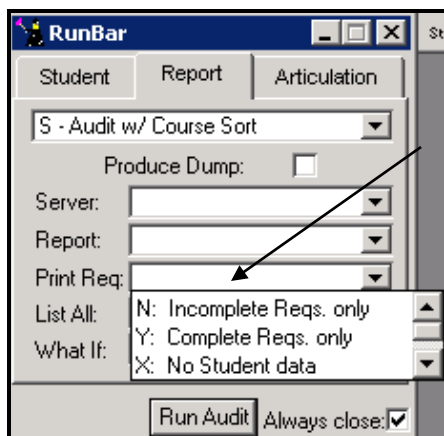 RunBar
St
Student Report Articulation
S - Audit w/ Course Sort
Produce Dump:
Server:
Report:
Print Req:
List All:
N: Incomplete Reqs. only
Y: Complete Reqs. only
What If:
X: No Student data
Run Audit Always close: